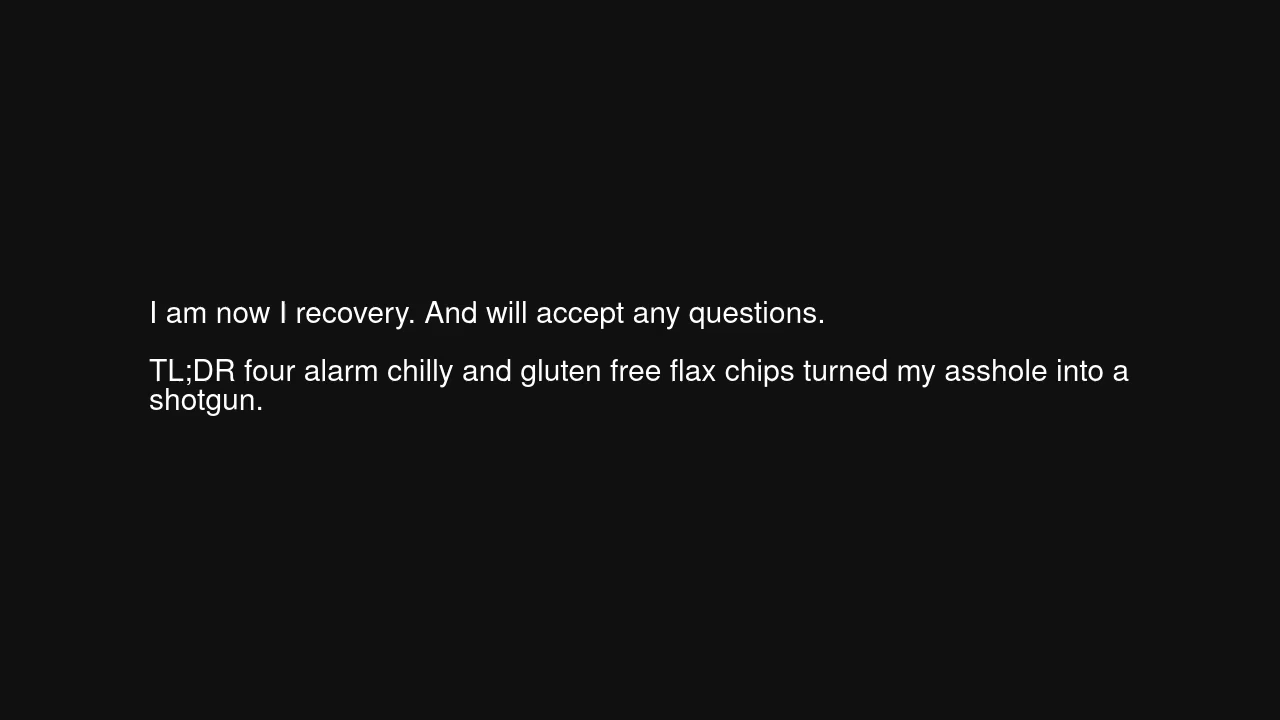 I am now I recovery. And will accept any questions.
TL;DR four alarm chilly and gluten free flax chips turned my asshole into a
shotgun.